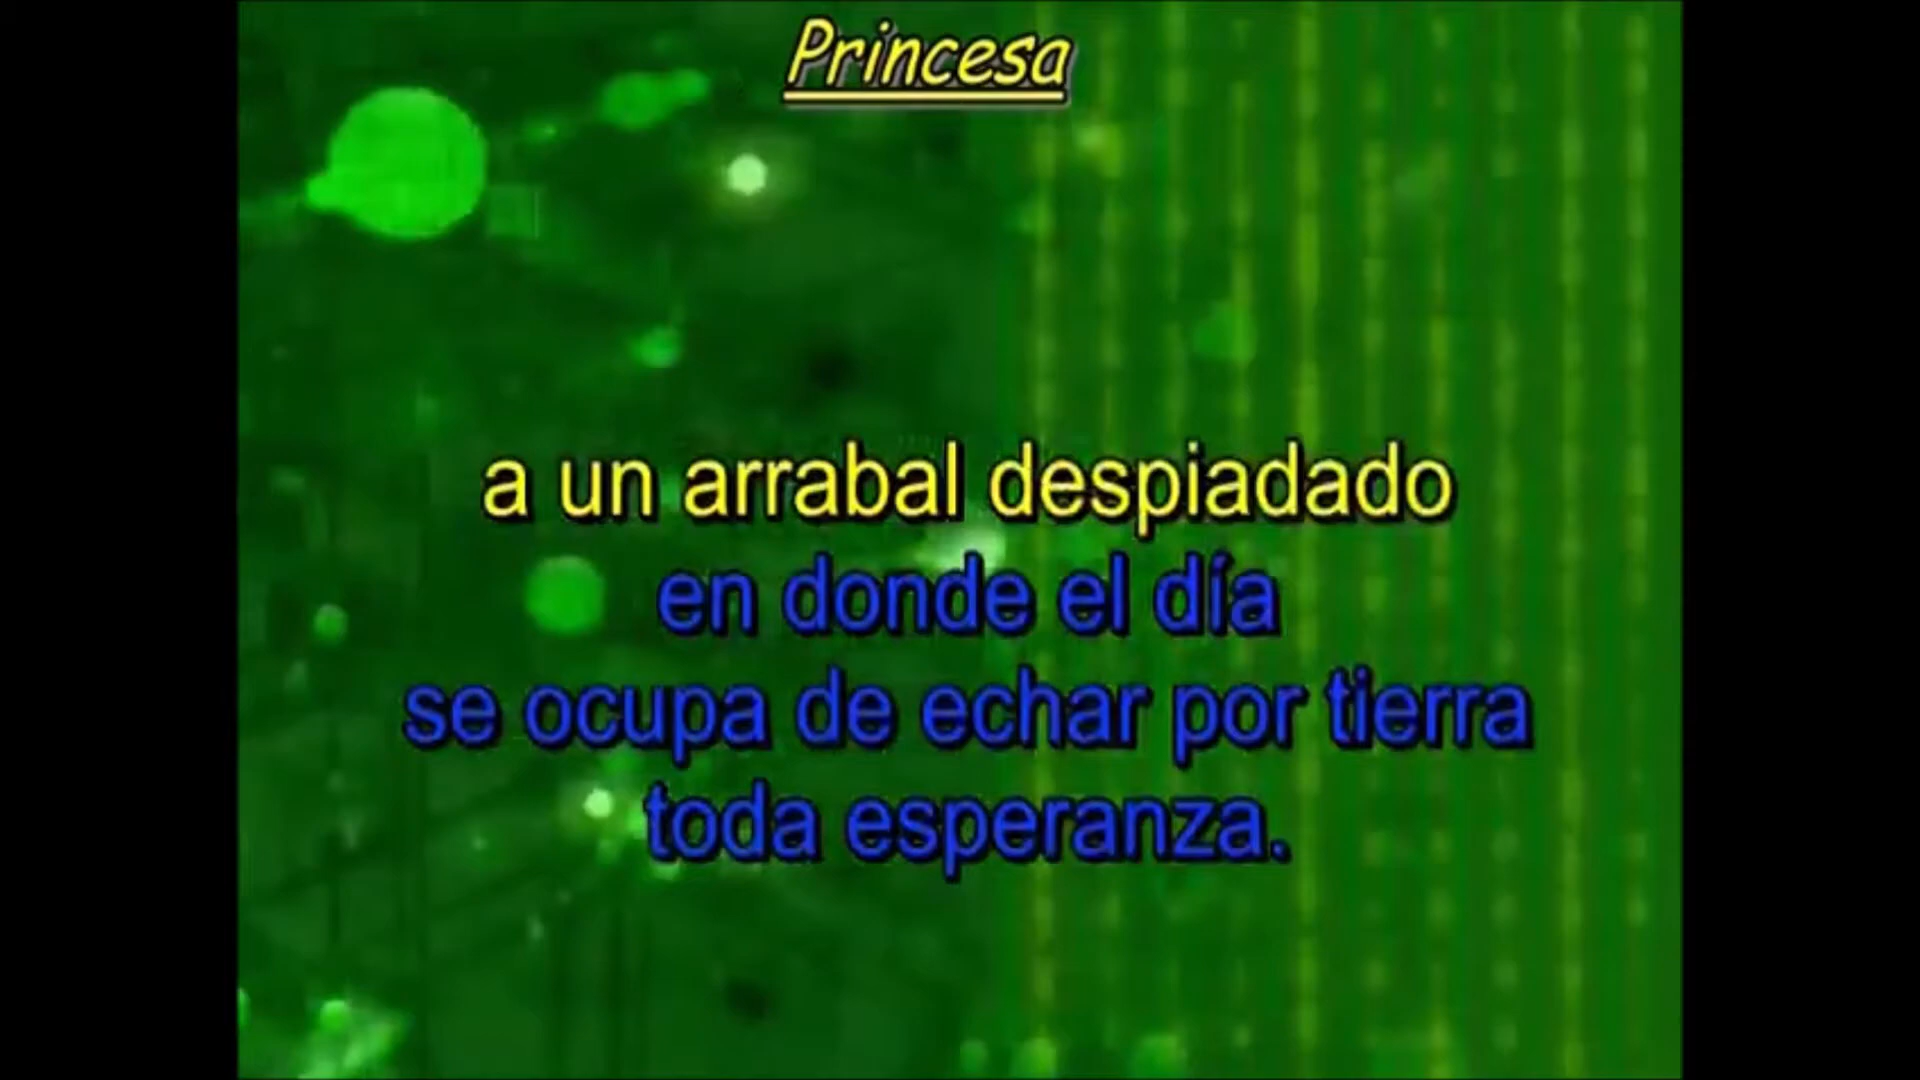 Princesa
a un arrabal despiadado
en donde el día
se ocupa de echar por tierra
toda esperanza.